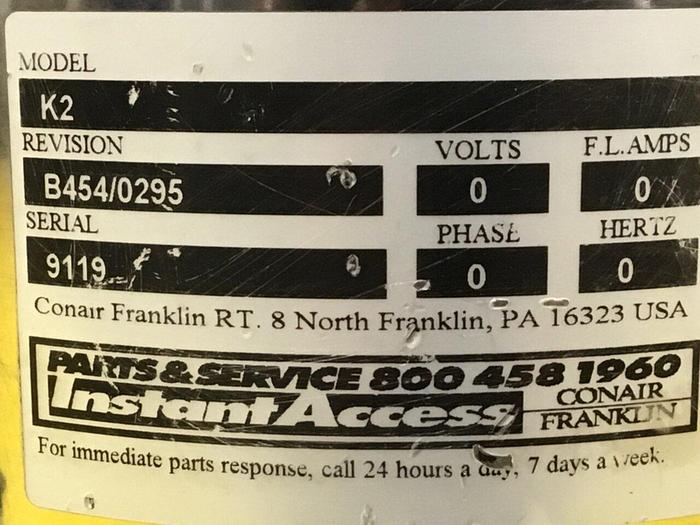 MODEL
K2
REVISION VOLTS F.L.AMPS
B454/0295 0 0
SERIAL PHASE HERTZ
9119 0 0
Conair Franklin RT. 8 North Franklin, PA 16323 USA
PARTS & SERVICE 800 458 1960
Instant Access CONAIR
FRANKLIN
For immediate parts response, call 24 hours a day, 7 days a week.